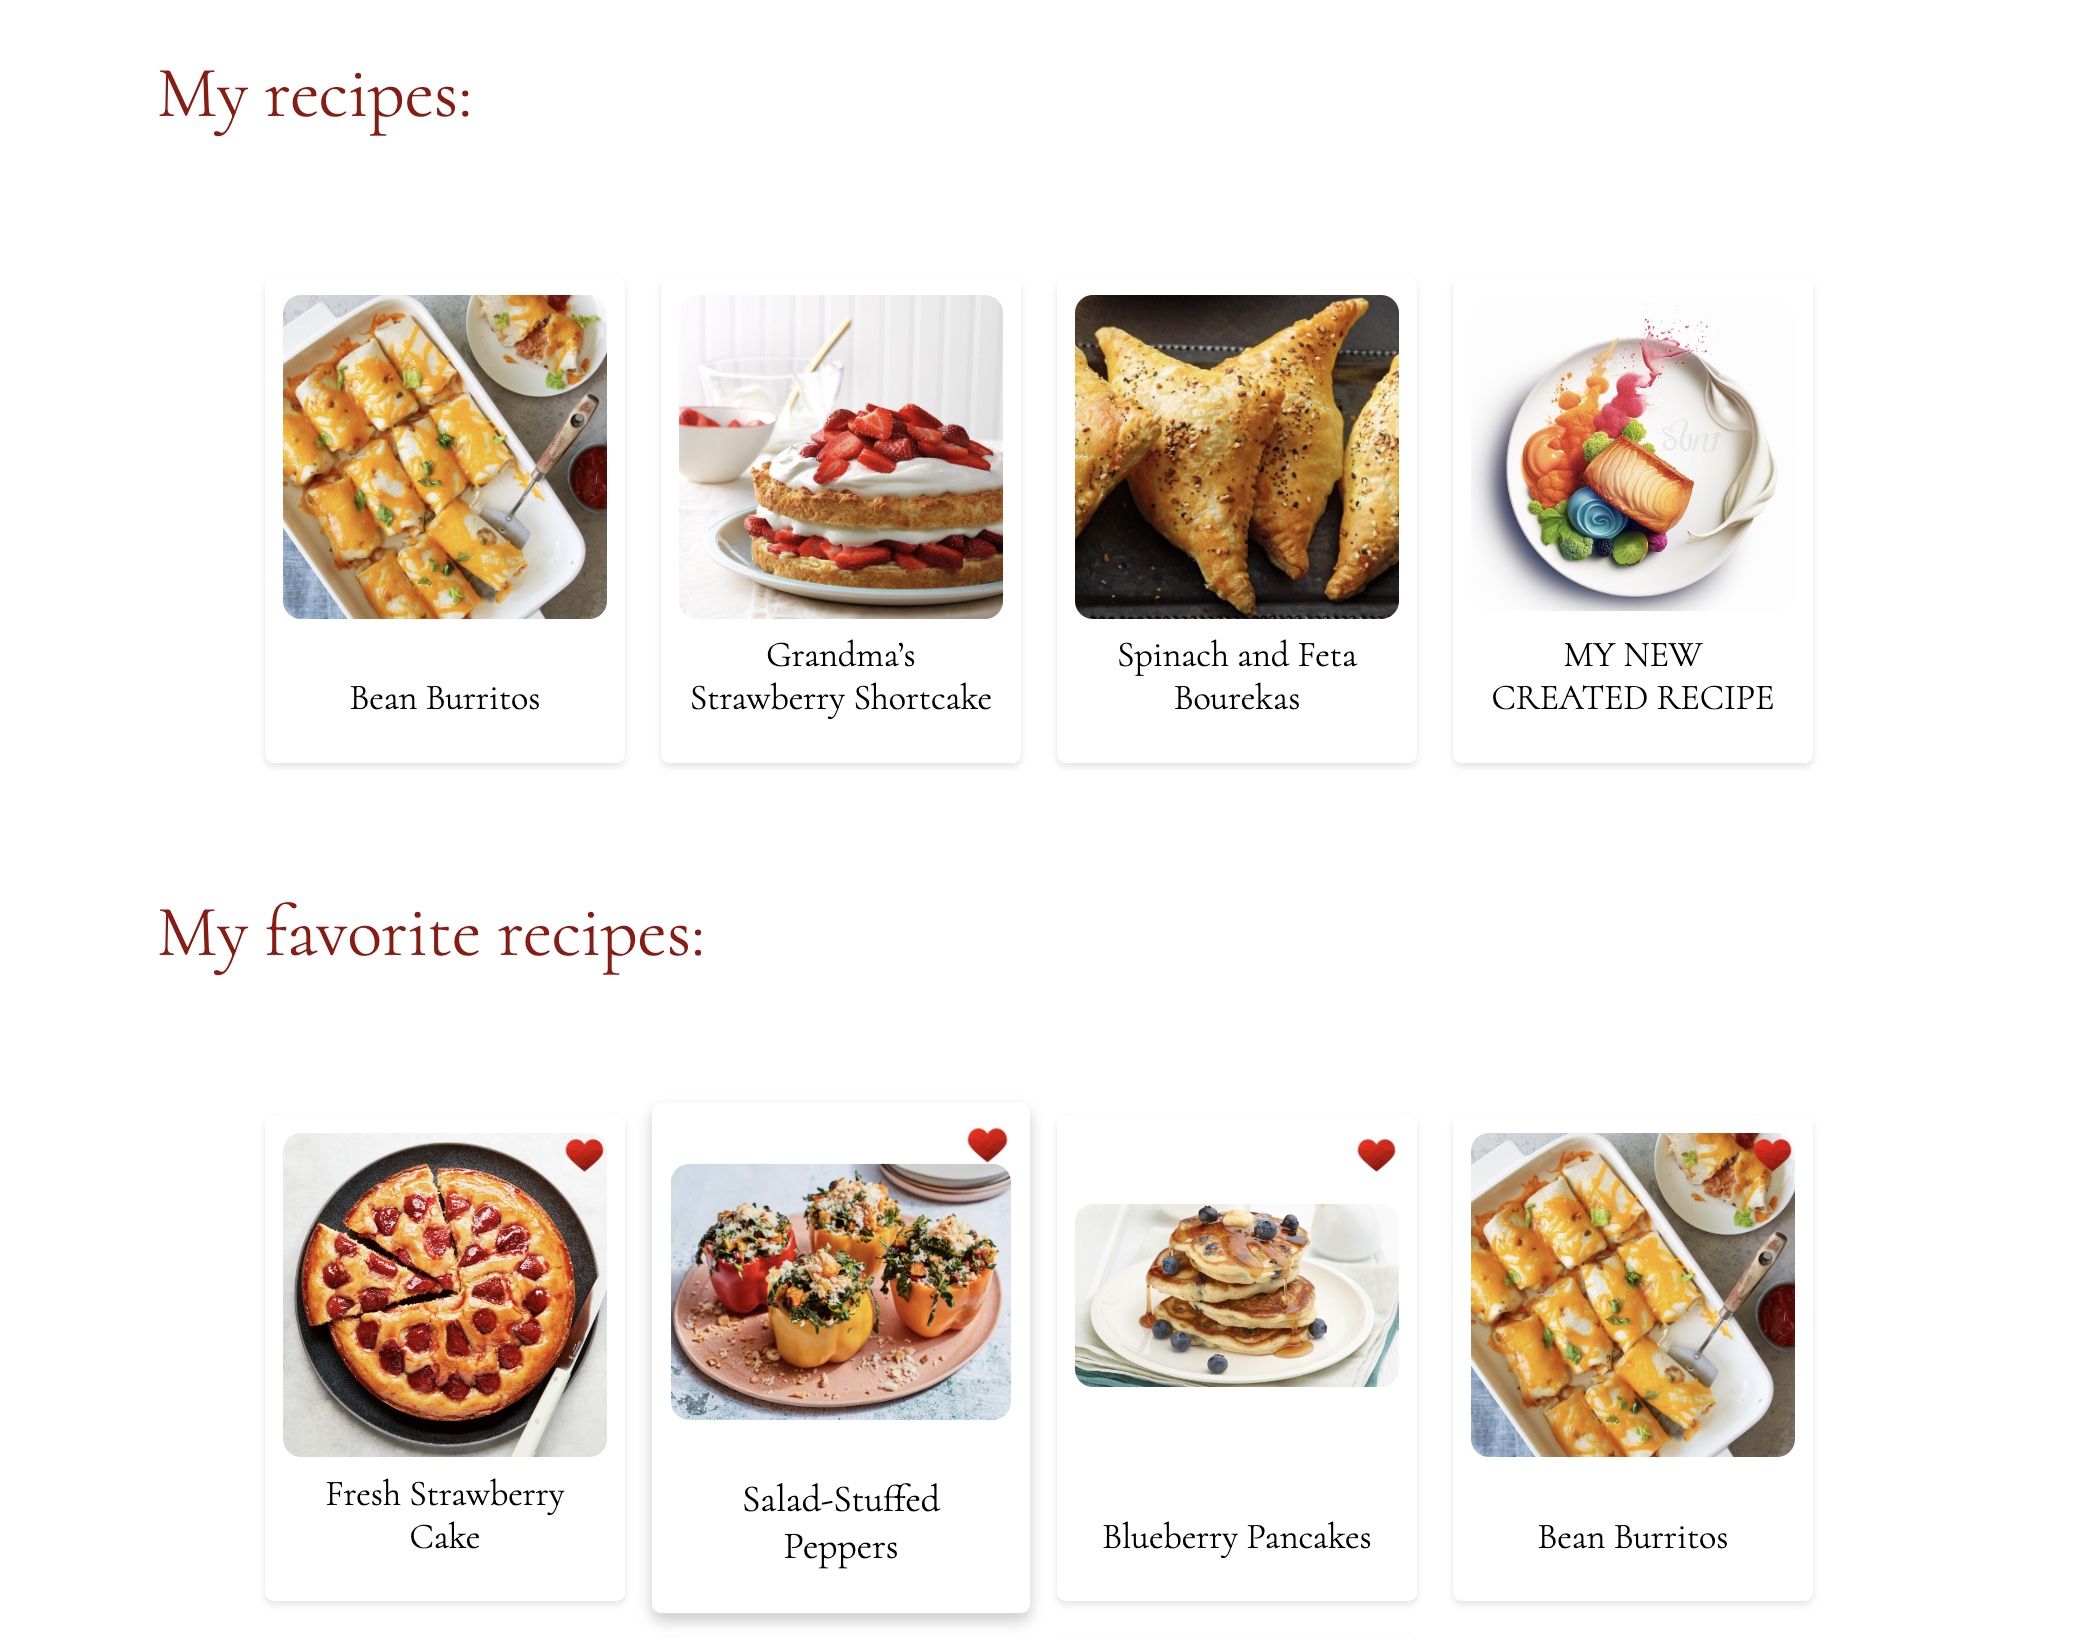 My recipes:
Bean Burritos
Grandma’s
Strawberry Shortcake
Spinach and Feta
Bourekas
MY NEW
CREATED RECIPE
My favorite recipes:
Fresh Strawberry
Cake
Salad-Stuffed
Peppers
Blueberry Pancakes
Bean Burritos